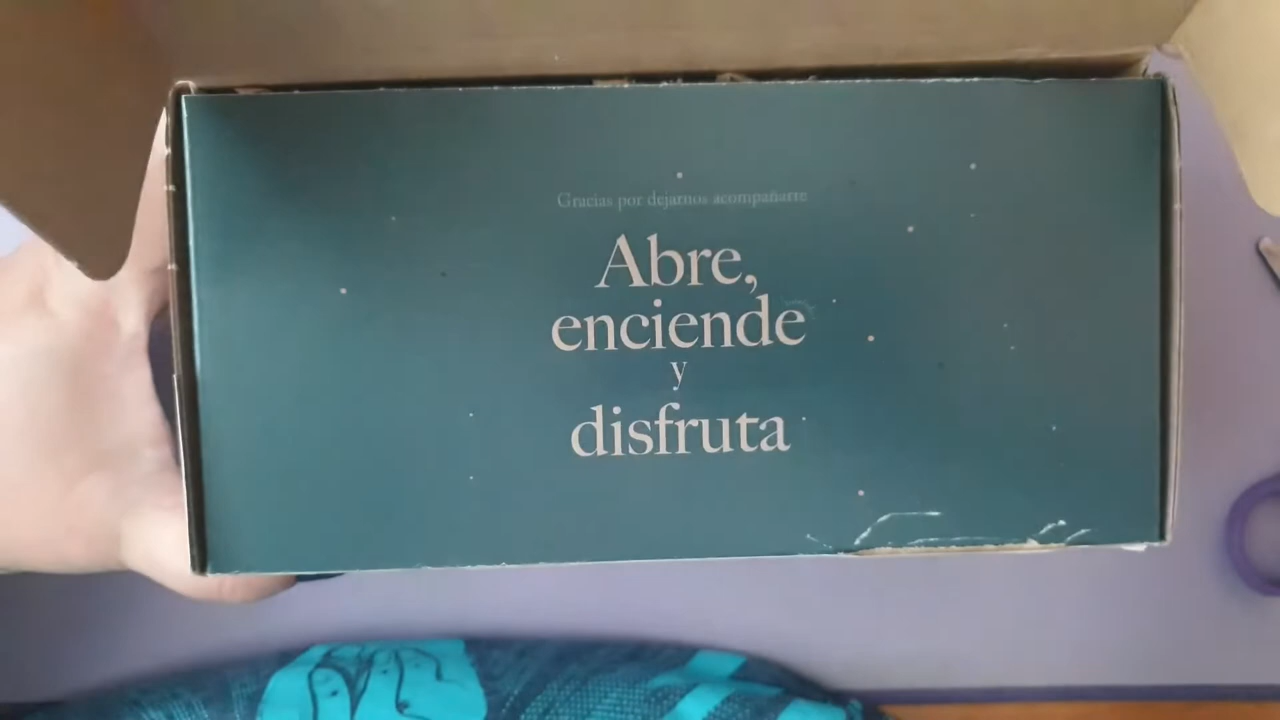 Gracias por dejarnos acompañarte
Abre,
enciende
y
disfruta